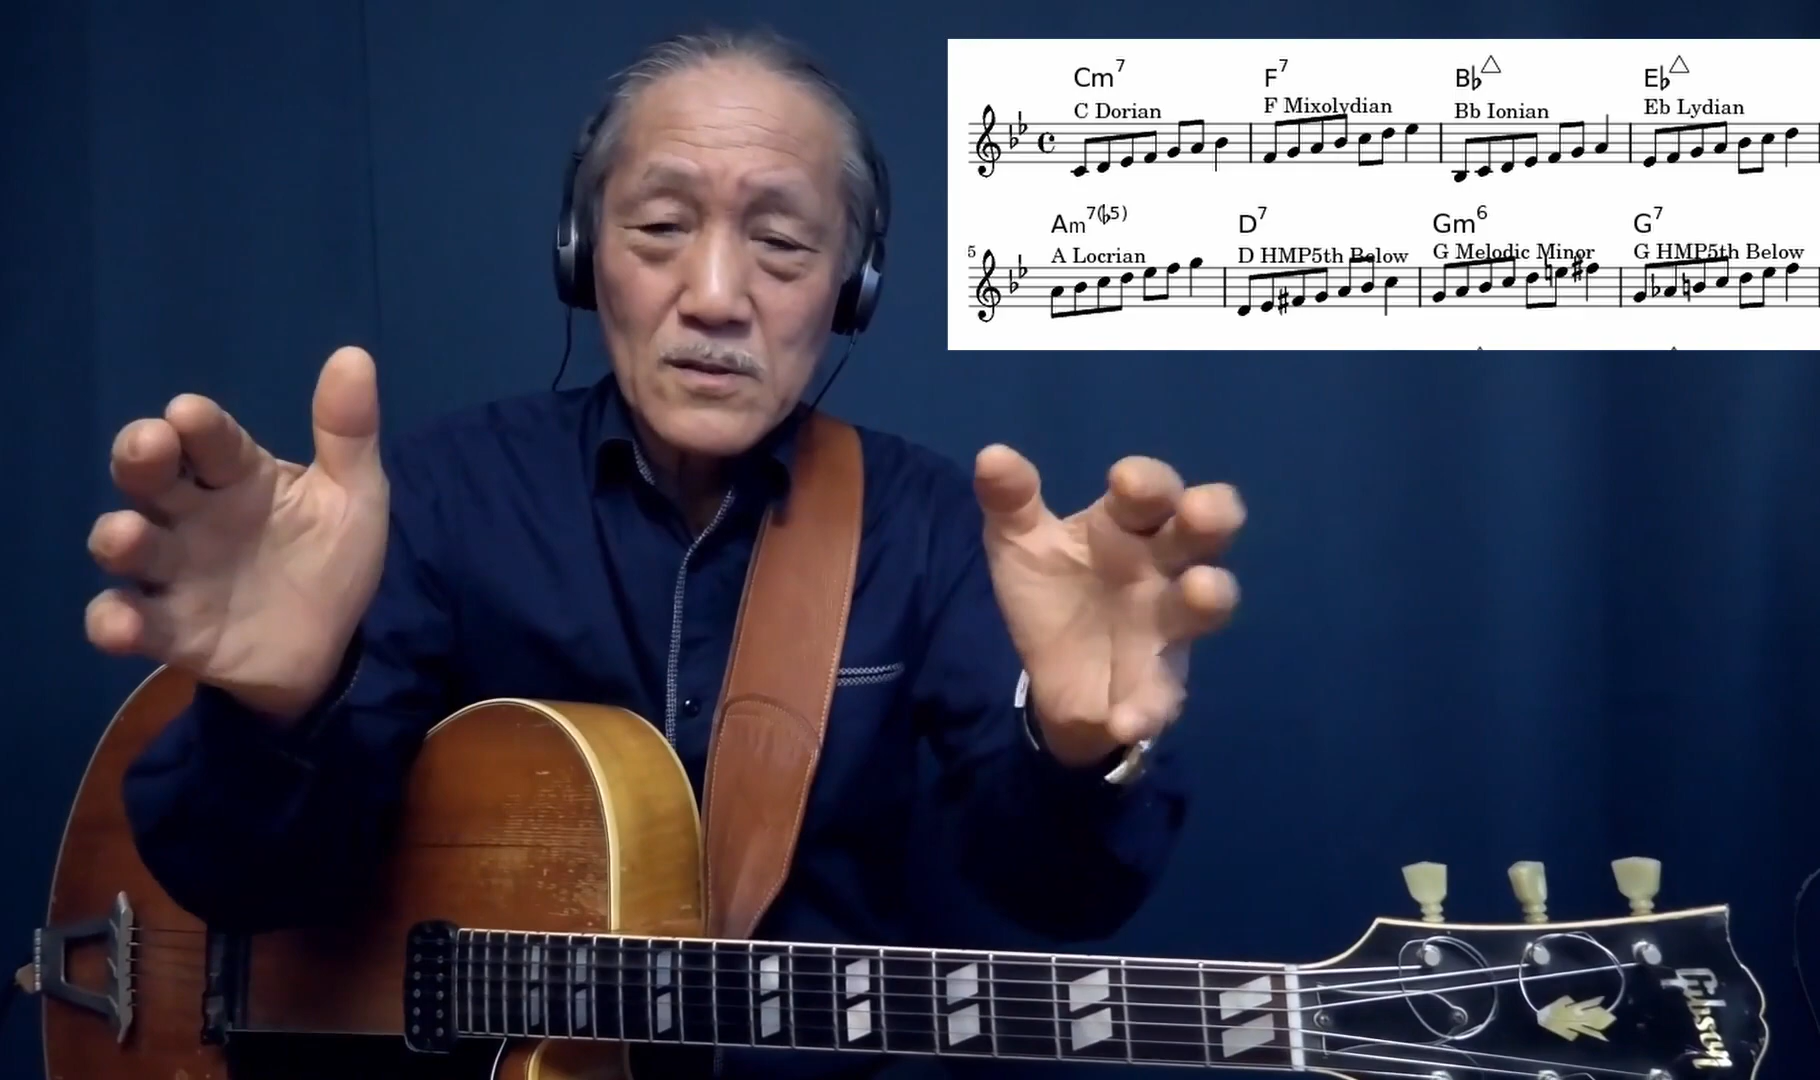 Cm7 F7 B♭△ E♭△
C Dorian F Mixolydian Bb Ionian Eb Lydian
Am7(♭5) D7 Gm6 G7
5 A Locrian D HMP5th Below G Melodic Minor G HMP5th Below
Gibson